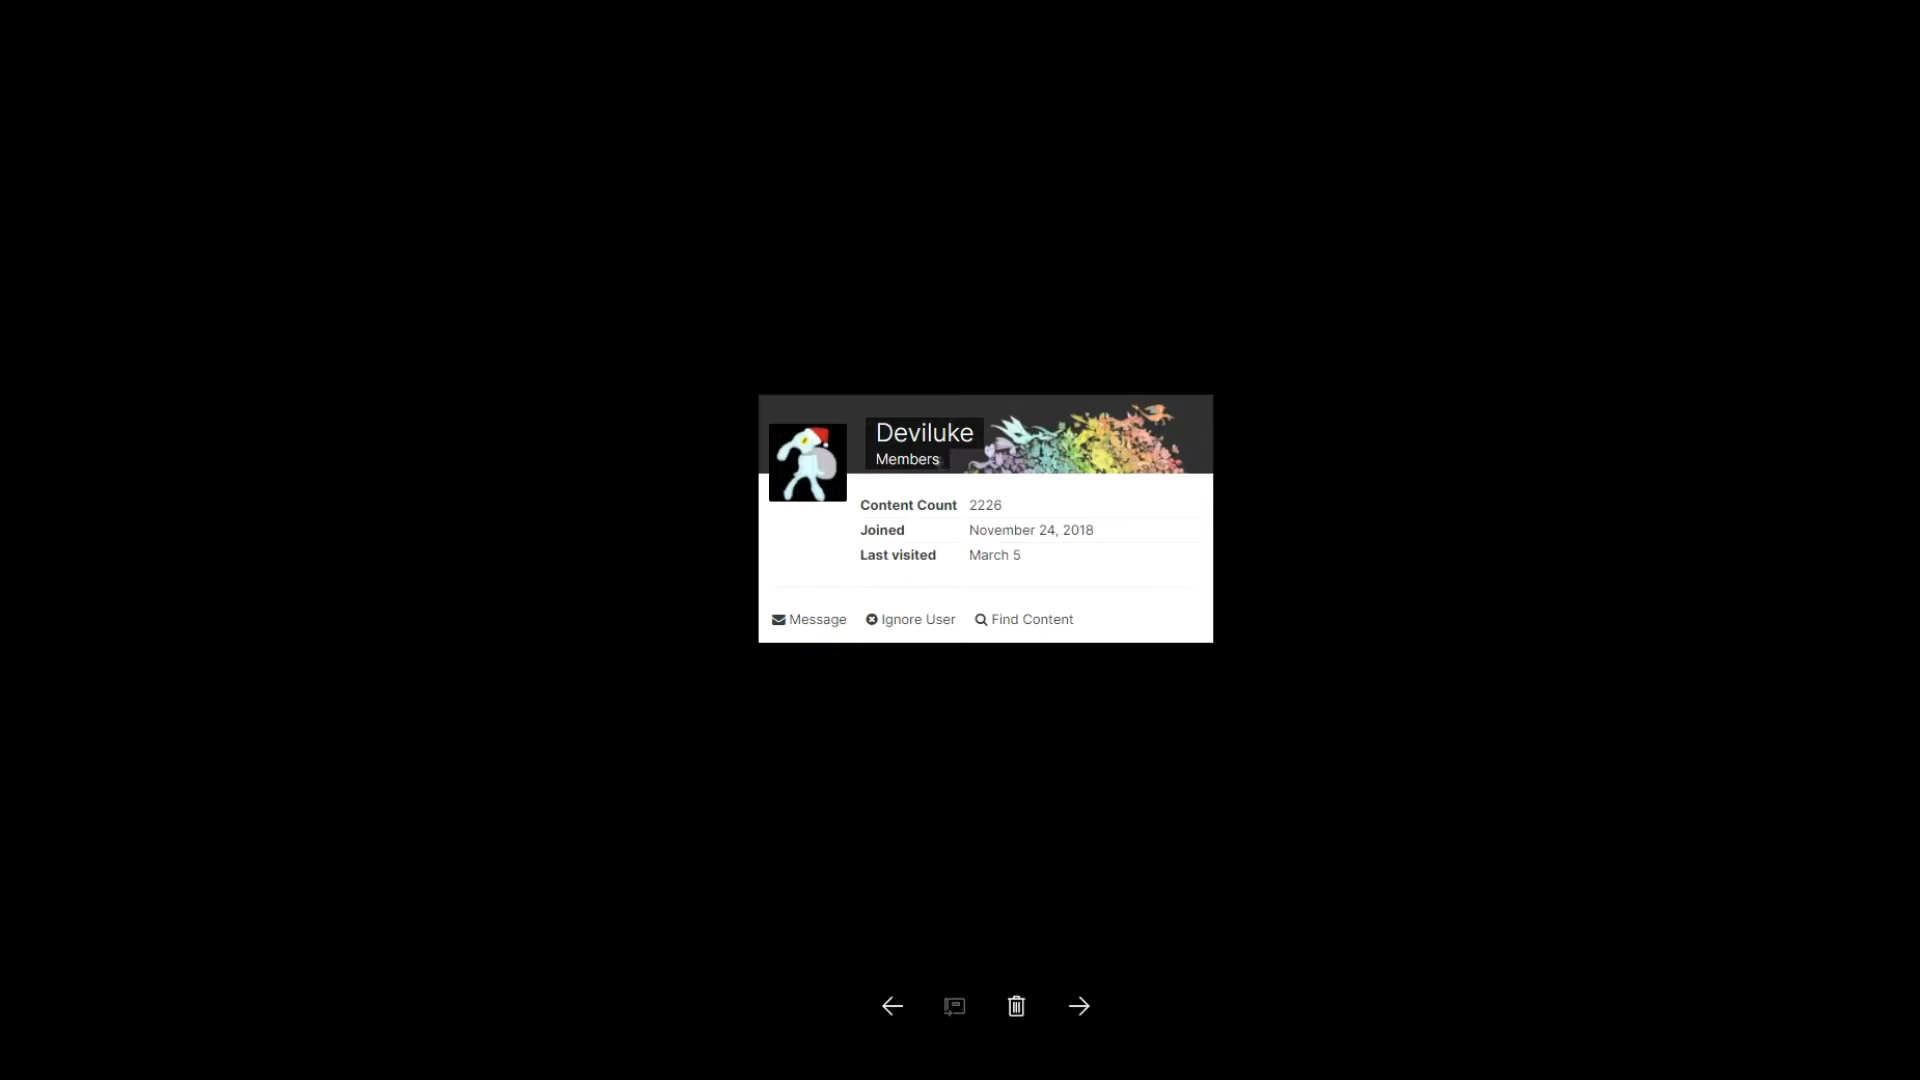 Deviluke
Members
Content Count 2226
Joined November 24, 2018
Last visited March 5
Message Ignore User Find Content